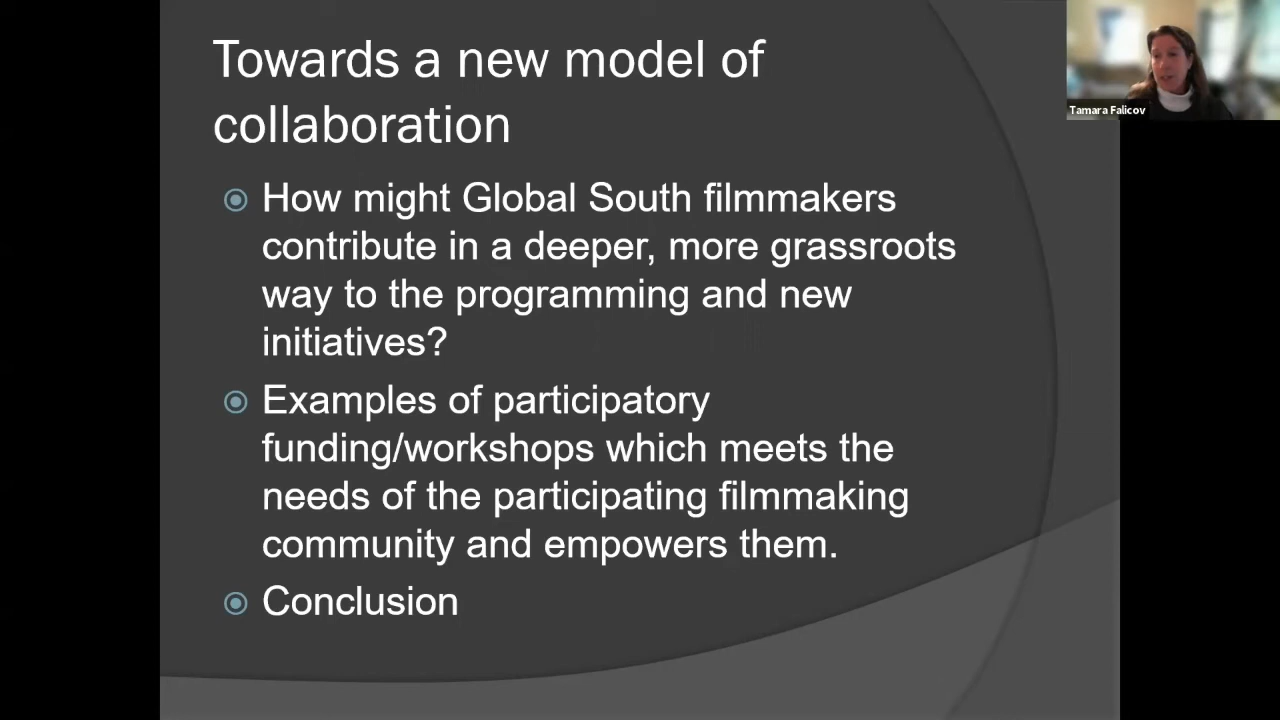 Towards a new model of
collaboration
How might Global South filmmakers
contribute in a deeper, more grassroots
way to the programming and new
initiatives?
Examples of participatory
funding/workshops which meets the
needs of the participating filmmaking
community and empowers them.
Conclusion
Tamara Falicov